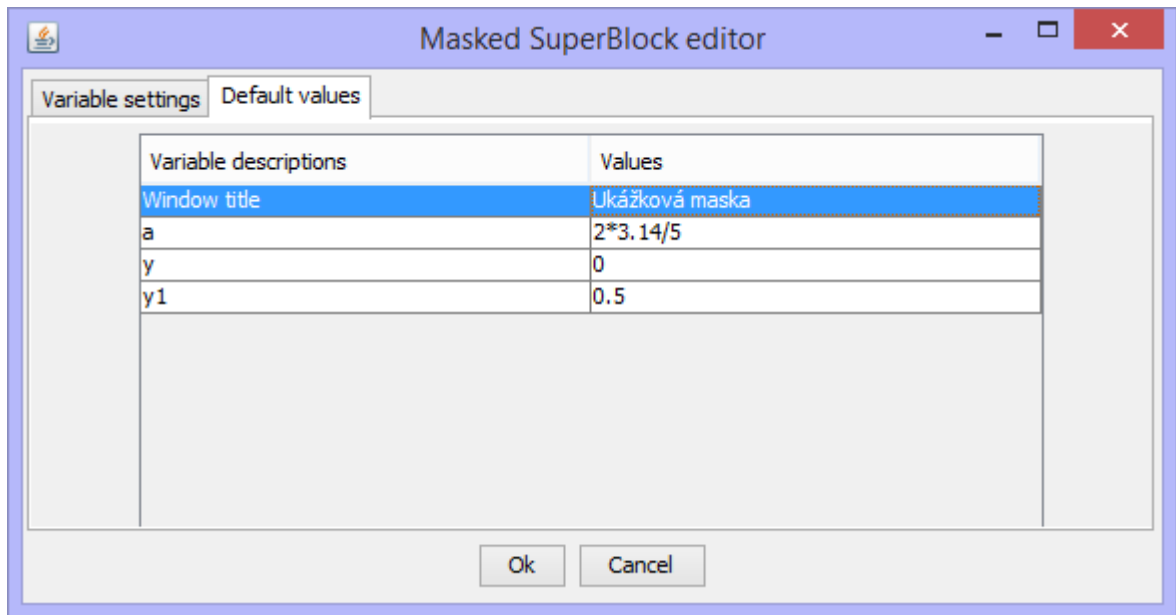 Masked SuperBlock editor
Variable settings Default values
Variable descriptions Values
Window title Ukážková maska
a 2*3.14/5
y 0
y1 0.5
Ok Cancel